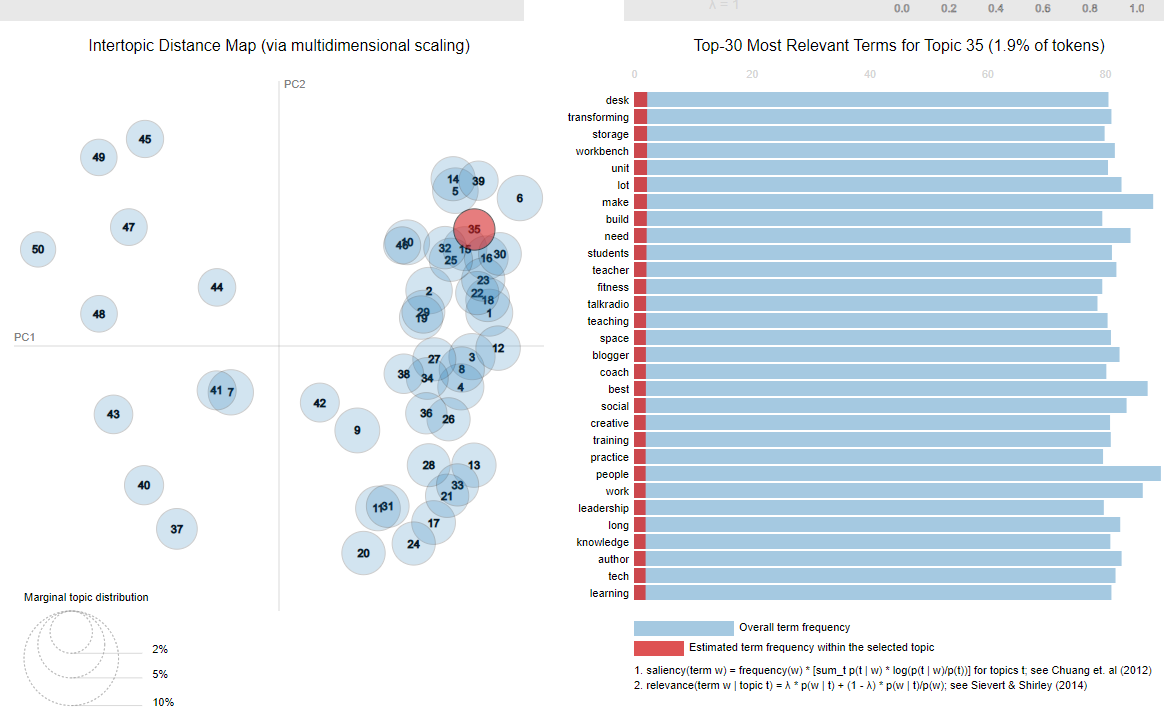 λ = 1
0.0 0.2 0.4 0.6 0.8 1.0
Intertopic Distance Map (via multidimensional scaling)
PC2
PC1
45
49
47
50
44
48
41
7
43
40
37
42
9
14
39
5
6
35
46
10
32
15
25
16
30
2
23
22
18
29
19
1
12
27
3
38
34
8
4
36
26
28
13
33
21
11
31
17
24
20
Marginal topic distribution
2%
5%
10%
Top-30 Most Relevant Terms for Topic 35 (1.9% of tokens)
0 20 40 60 80
desk
transforming
storage
workbench
unit
lot
make
build
need
students
teacher
fitness
talkradio
teaching
space
blogger
coach
best
social
creative
training
practice
people
work
leadership
long
knowledge
author
tech
learning
Overall term frequency
Estimated term frequency within the selected topic
1. saliency(term w) = frequency(w) * [sum_t p(t | w) * log(p(t | w)/p(t))] for topics t; see Chuang et. al (2012)
2. relevance(term w | topic t) = λ * p(w | t) + (1 - λ) * p(w | t)/p(w); see Sievert & Shirley (2014)